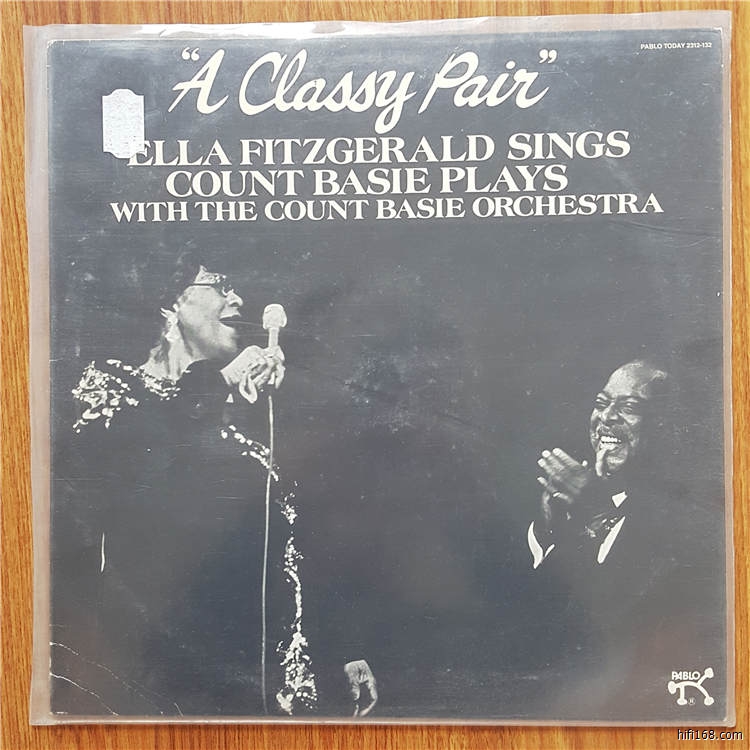 PABLO TODAY 2312-132
"A Classy Pair"
ELLA FITZGERALD SINGS
COUNT BASIE PLAYS
WITH THE COUNT BASIE ORCHESTRA
PABLO
®
hifi168.com